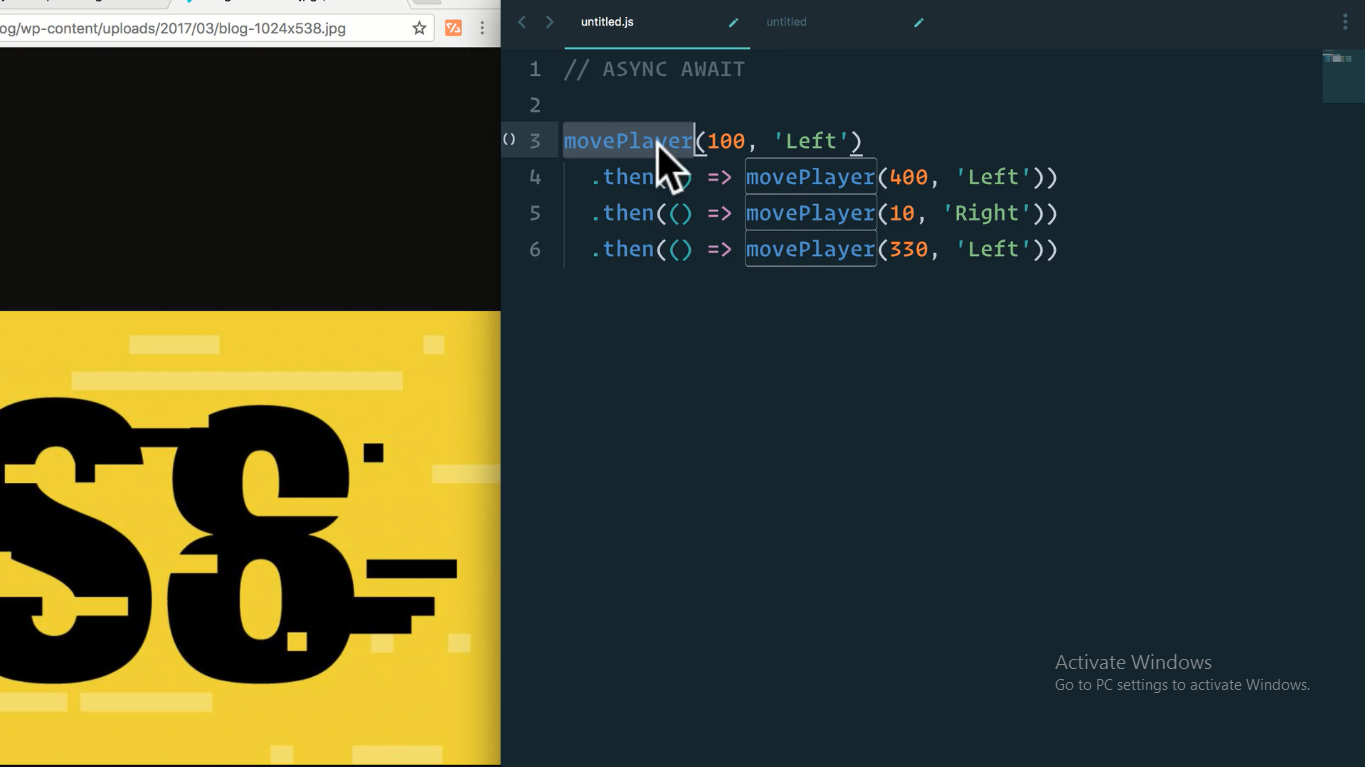 og/wp-content/uploads/2017/03/blog-1024x538.jpg
S8
untitled.js
untitled
1 // ASYNC AWAIT
2
3 movePlayer(100, 'Left')
4 .then(() => movePlayer(400, 'Left'))
5 .then(() => movePlayer(10, 'Right'))
6 .then(() => movePlayer(330, 'Left'))
Activate Windows
Go to PC settings to activate Windows.